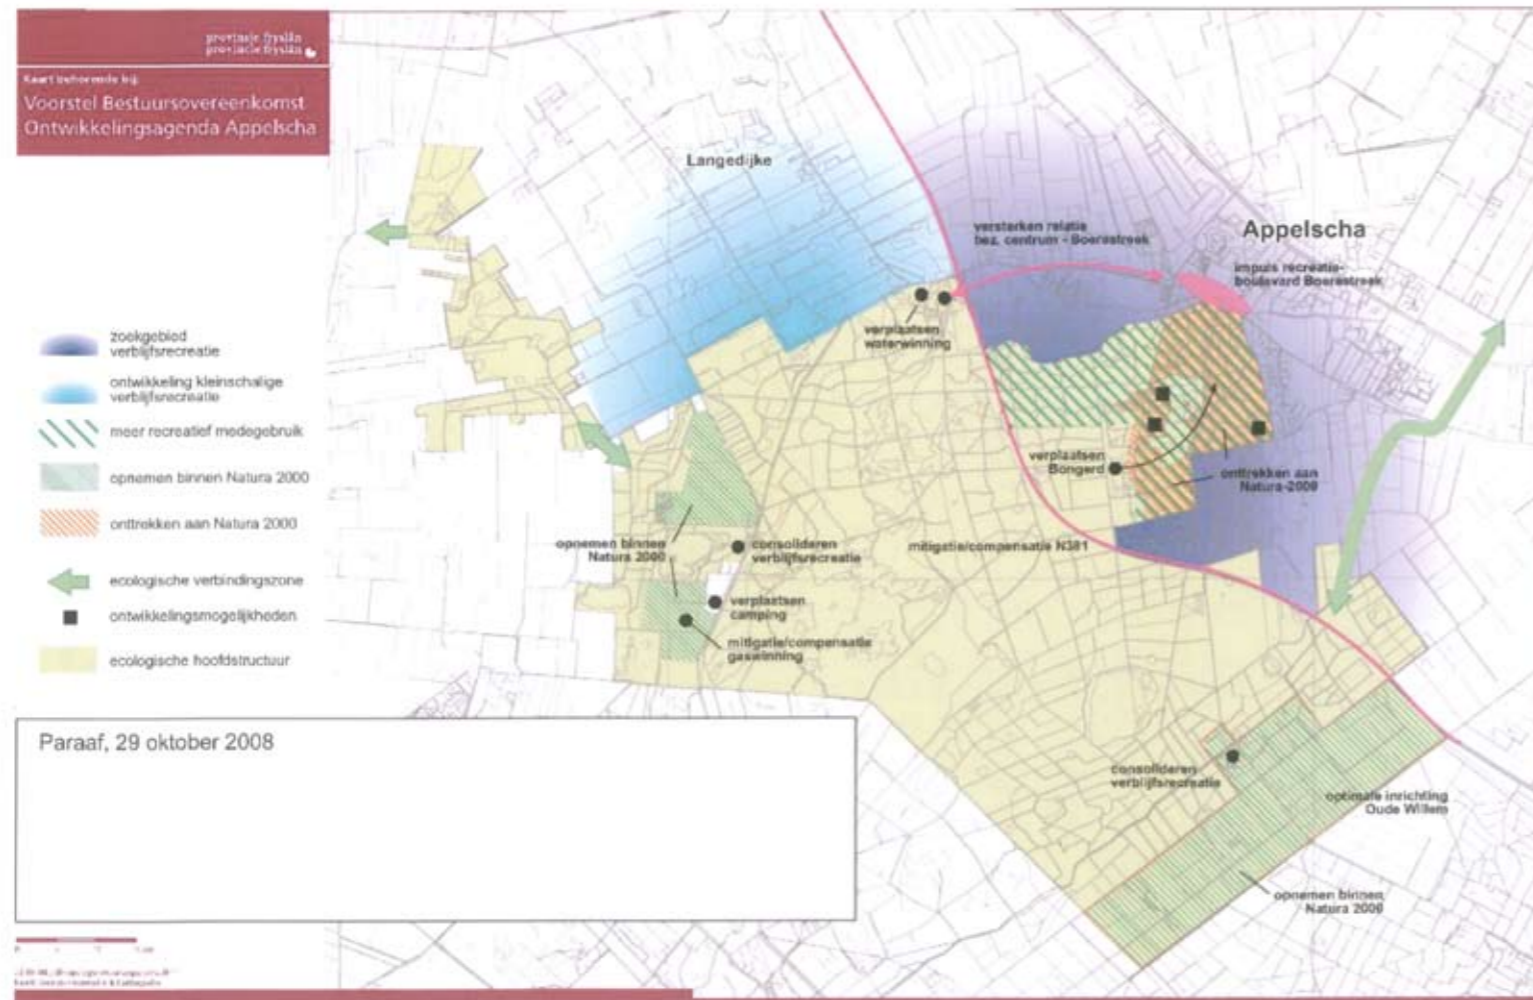 provinsje fryslân
provincie fryslân
Kaart behorende bij:
Voorstel Bestuursovereenkomst
Ontwikkelingsagenda Appelscha
zoekgebied
verblijfsrecreatie
ontwikkeling kleinschalige
verblijfsrecreatie
meer recreatief medegebruik
opnemen binnen Natura 2000
onttrekken aan Natura 2000
ecologische verbindingszone
ontwikkelingsmogelijkheden
ecologische hoofdstructuur
Langedijke
versterken relatie
bez. centrum - Boerestreek
Appelscha
impuls recreatie-
boulevard Boerestreek
verplaatsen
waterwinning
verplaatsen
Bongerd
onttrekken aan
Natura-2000
opnemen binnen
Natura 2000
consolideren
verblijfsrecreatie
mitigatie/compensatie N381
verplaatsen
camping
mitigatie/compensatie
gaswinning
consolideren
verblijfsrecreatie
optimale inrichting
Oude Willem
opnemen binnen
Natura 2000
Paraaf, 29 oktober 2008